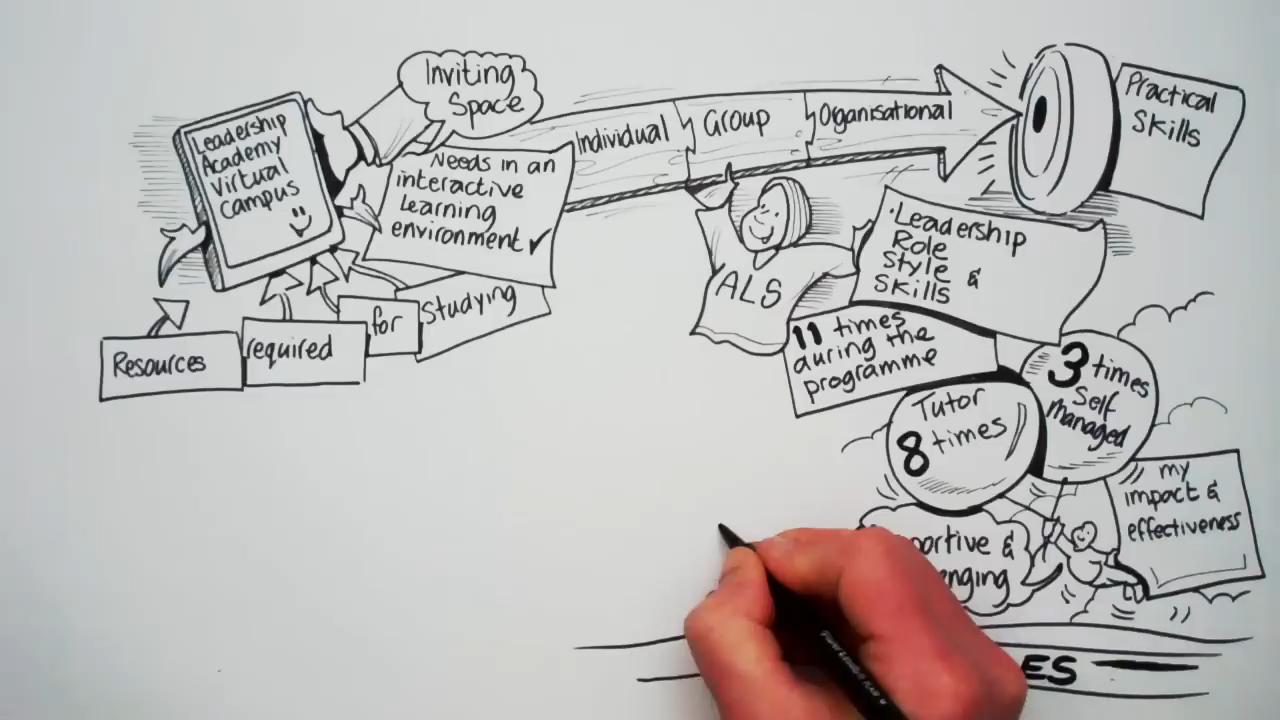 Leadership
Academy
Virtual
Campus
Inviting
Space
Needs in an
interactive
Learning
environment ✓
Resources
required
for
Studying
Individual
Group
Organisational
Practical
Skills
ALS
·Leadership
Role
Style &
Skills
11 times
during the
programme
Tutor
8 times
3 times
Self
managed
my
impact &
effectiveness